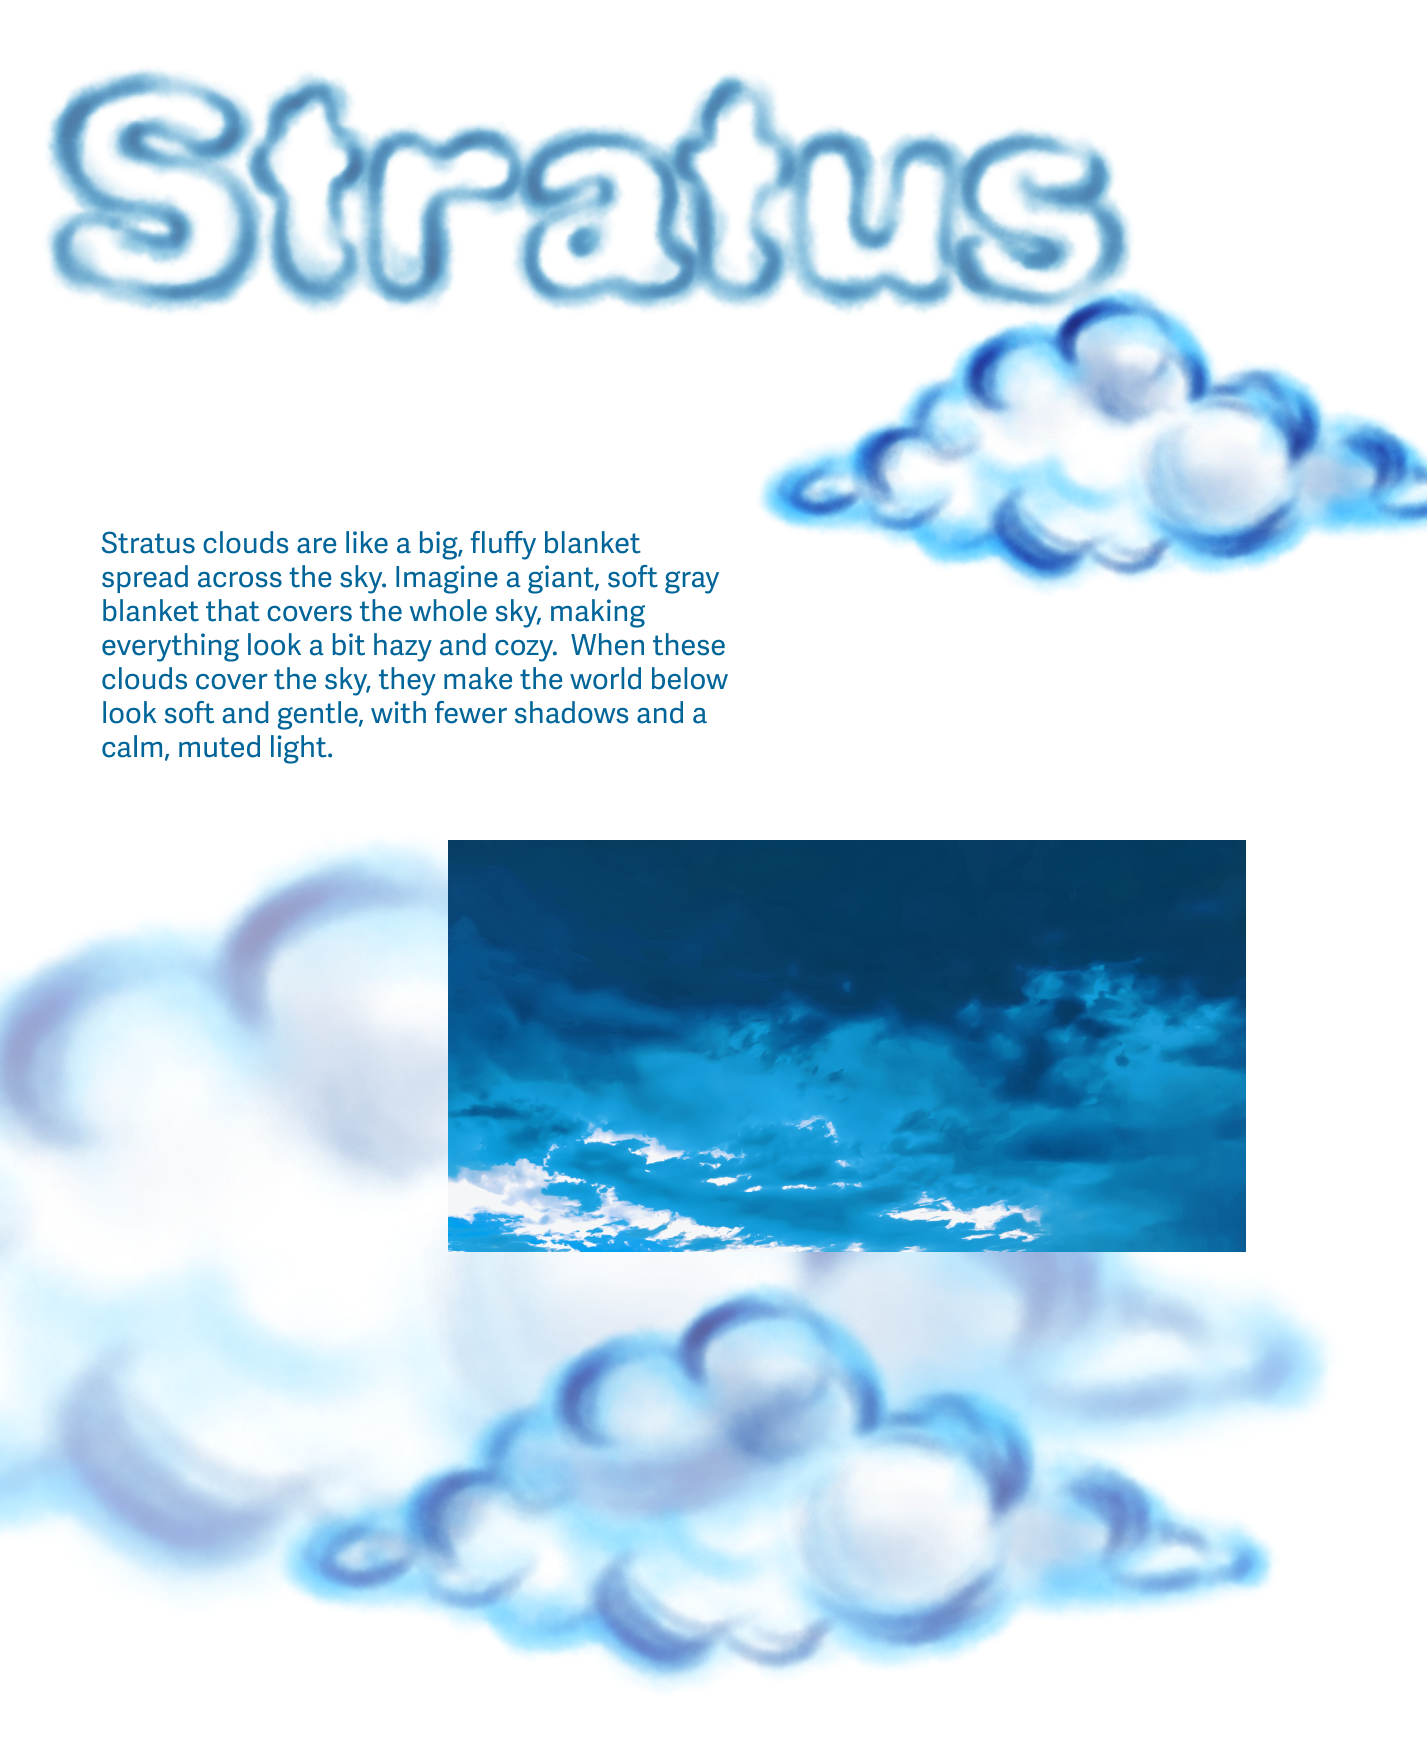 Stratus
Stratus clouds are like a big, fluffy blanket
spread across the sky. Imagine a giant, soft gray
blanket that covers the whole sky, making
everything look a bit hazy and cozy.  When these
clouds cover the sky, they make the world below
look soft and gentle, with fewer shadows and a
calm, muted light.